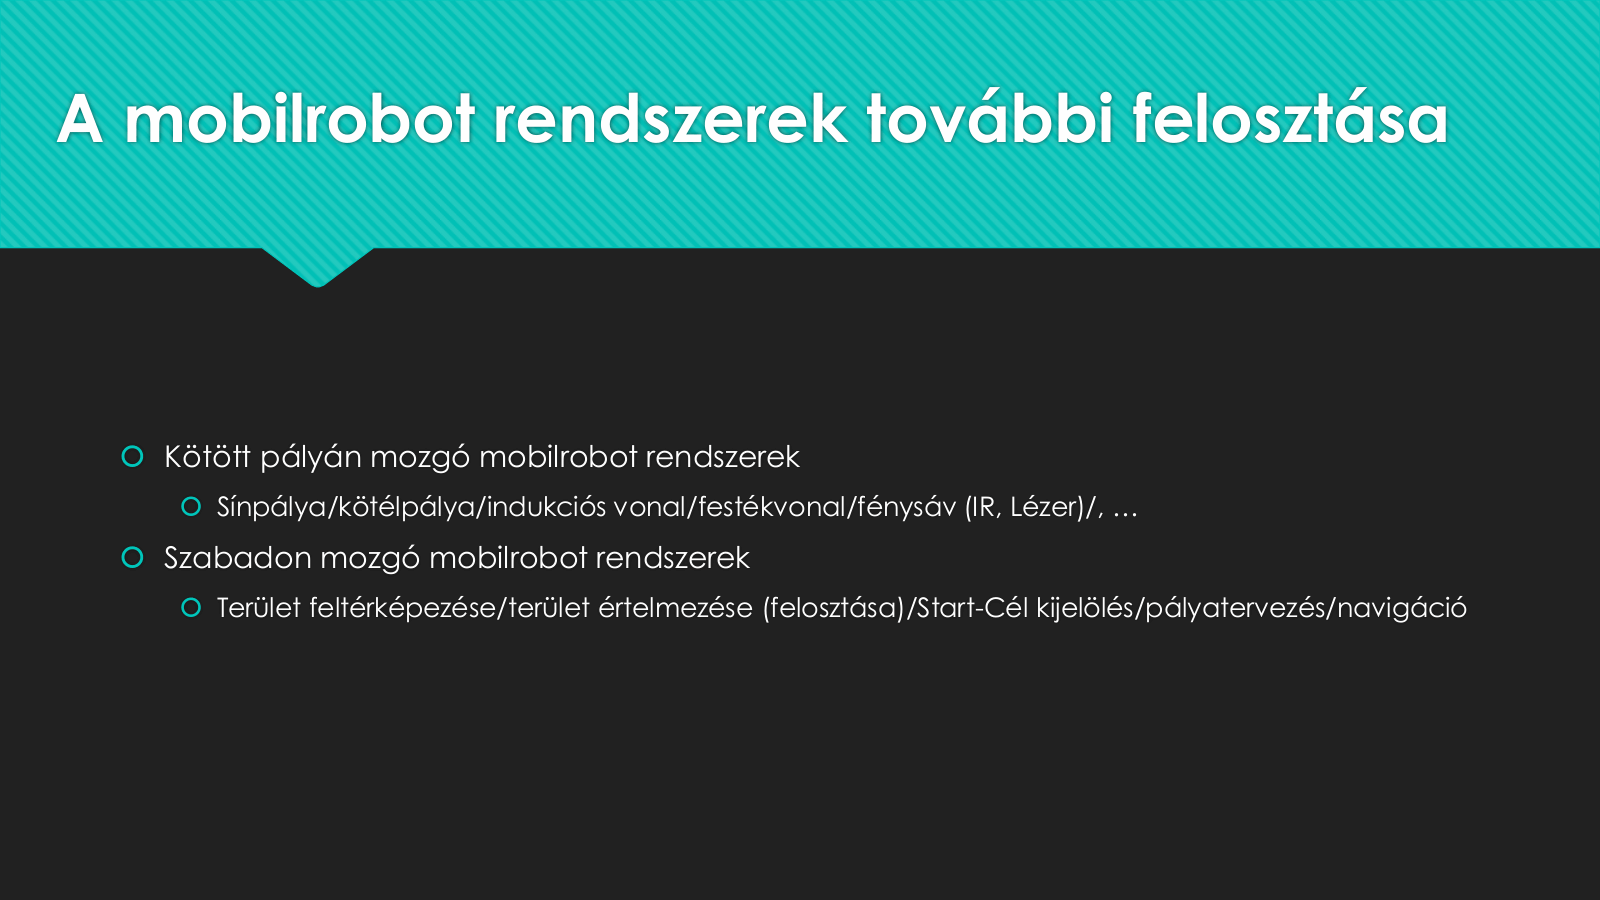 A mobilrobot rendszerek további felosztása
Kötött pályán mozgó mobilrobot rendszerek
Sínpálya/kötélpálya/indukciós vonal/festékvonal/fénysáv (IR, Lézer)/, …
Szabadon mozgó mobilrobot rendszerek
Terület feltérképezése/terület értelmezése (felosztása)/Start-Cél kijelölés/pályatervezés/navigáció